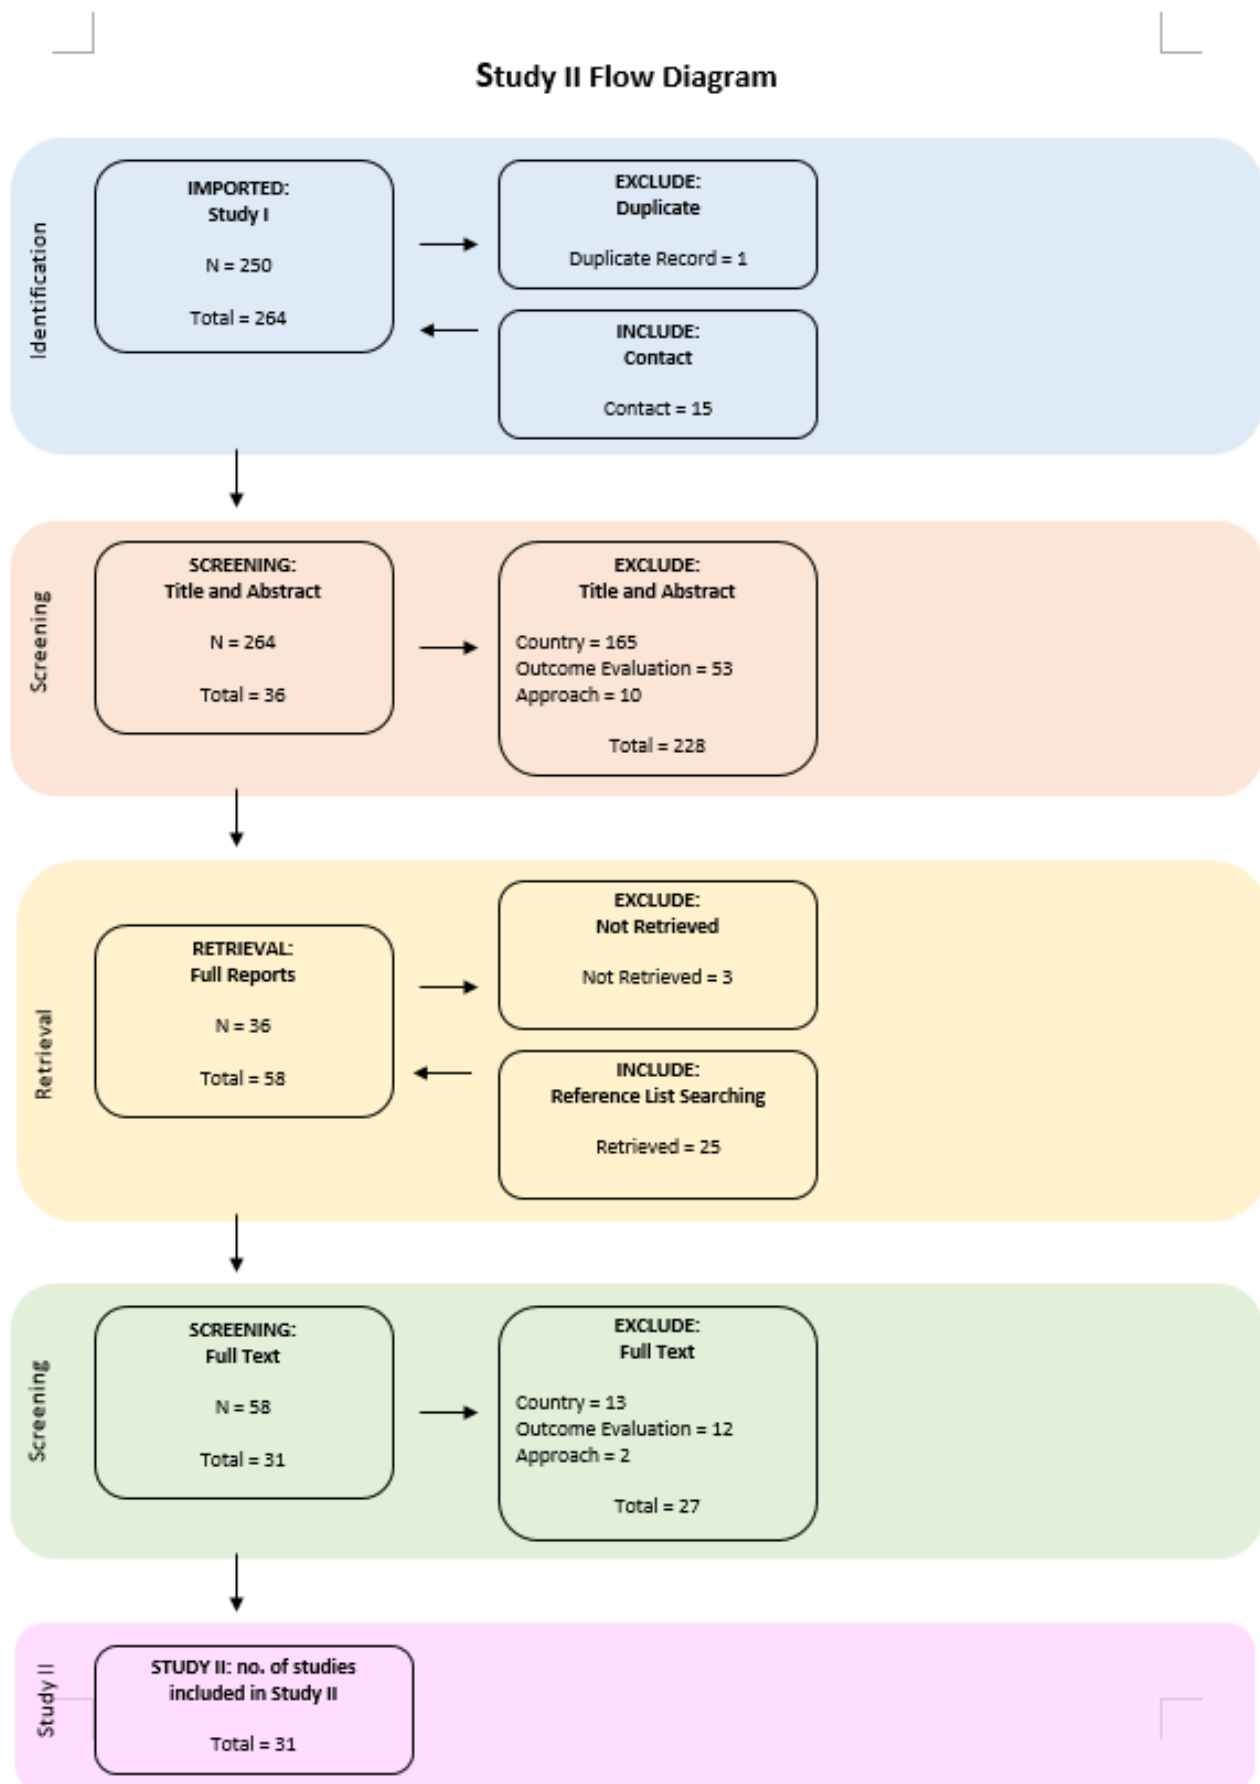 Study II Flow Diagram
Identification
IMPORTED:
Study I
N = 250
Total = 264
EXCLUDE:
Duplicate
Duplicate Record = 1
INCLUDE:
Contact
Contact = 15
Screening
SCREENING:
Title and Abstract
N = 264
Total = 36
EXCLUDE:
Title and Abstract
Country = 165
Outcome Evaluation = 53
Approach = 10
Total = 228
Retrieval
RETRIEVAL:
Full Reports
N = 36
Total = 58
EXCLUDE:
Not Retrieved
Not Retrieved = 3
INCLUDE:
Reference List Searching
Retrieved = 25
Screening
SCREENING:
Full Text
N = 58
Total = 31
EXCLUDE:
Full Text
Country = 13
Outcome Evaluation = 12
Approach = 2
Total = 27
Study II
STUDY II: no. of studies
included in Study II
Total = 31